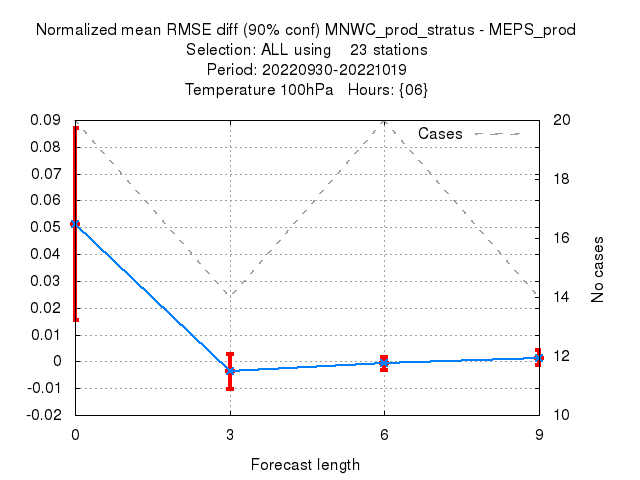 Normalized mean RMSE diff (90% conf) MNWC_prod_stratus - MEPS_prod
Selection: ALL using 23 stations
Period: 20220930-20221019
Temperature 100hPa Hours: {06}
Cases
0.09
0.08
0.07
0.06
0.05
0.04
0.03
0.02
0.01
0
-0.01
-0.02
20
18
16
14
12
10
No cases
0 3 6 9
Forecast length